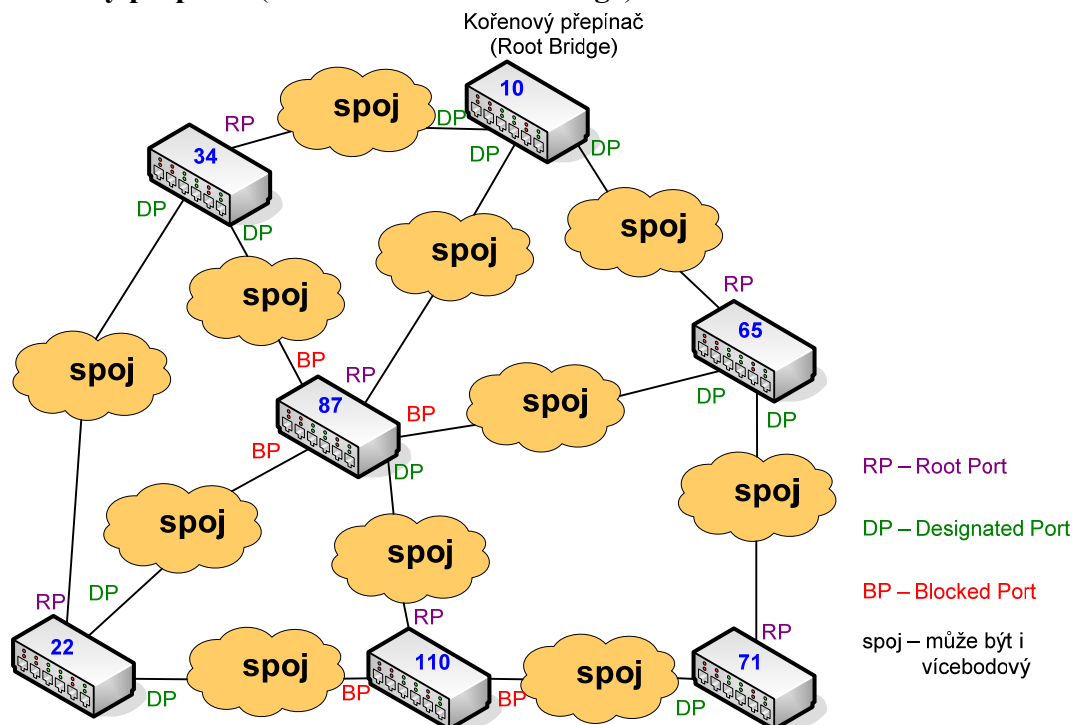 Kořenový přepínač
(Root Bridge)
10
spoj
DP
RP
DP
DP
34
DP
DP
spoj
spoj
RP
spoj
65
spoj
BP
RP
87
BP
spoj
DP
DP
BP
DP
RP – Root Port
spoj
spoj
DP – Designated Port
spoj
DP
RP
BP – Blocked Port
RP
RP
22
spoj
110
spoj
71
spoj – může být i
vícebodový
DP
BP
BP
DP